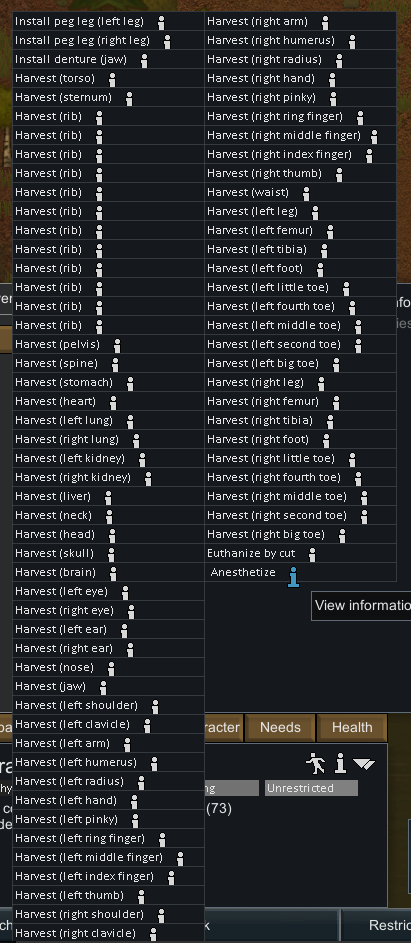 Install peg leg (left leg)
Install peg leg (right leg)
Install denture (jaw)
Harvest (torso)
Harvest (sternum)
Harvest (rib)
Harvest (rib)
Harvest (rib)
Harvest (rib)
Harvest (rib)
Harvest (rib)
Harvest (rib)
Harvest (rib)
Harvest (rib)
Harvest (rib)
Harvest (rib)
Harvest (rib)
Harvest (pelvis)
Harvest (spine)
Harvest (stomach)
Harvest (heart)
Harvest (left lung)
Harvest (right lung)
Harvest (left kidney)
Harvest (right kidney)
Harvest (liver)
Harvest (neck)
Harvest (head)
Harvest (skull)
Harvest (brain)
Harvest (left eye)
Harvest (right eye)
Harvest (left ear)
Harvest (right ear)
Harvest (nose)
Harvest (jaw)
Harvest (left shoulder)
Harvest (left clavicle)
Harvest (left arm)
Harvest (left humerus)
Harvest (left radius)
Harvest (left hand)
Harvest (left pinky)
Harvest (left ring finger)
Harvest (left middle finger)
Harvest (left index finger)
Harvest (left thumb)
Harvest (right shoulder)
Harvest (right clavicle)
Harvest (right arm)
Harvest (right humerus)
Harvest (right radius)
Harvest (right hand)
Harvest (right pinky)
Harvest (right ring finger)
Harvest (right middle finger)
Harvest (right index finger)
Harvest (right thumb)
Harvest (waist)
Harvest (left leg)
Harvest (left femur)
Harvest (left tibia)
Harvest (left foot)
Harvest (left little toe)
Harvest (left fourth toe)
Harvest (left middle toe)
Harvest (left second toe)
Harvest (left big toe)
Harvest (right leg)
Harvest (right femur)
Harvest (right tibia)
Harvest (right foot)
Harvest (right little toe)
Harvest (right fourth toe)
Harvest (right middle toe)
Harvest (right second toe)
Harvest (right big toe)
Euthanize by cut
Anesthetize
View informatio
racter Needs Health
Unrestricted
(73)
Restric